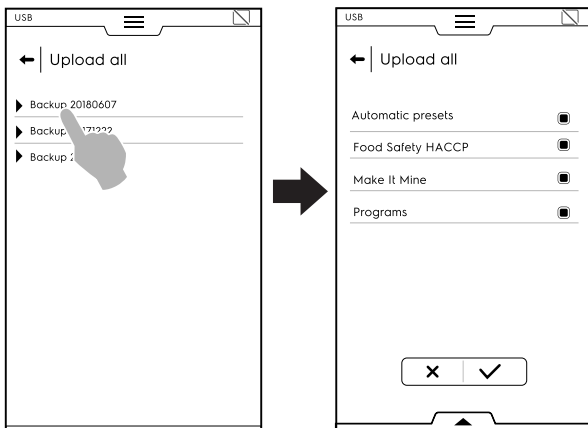 USB
Upload all
Backup 20180607
Backup
Backup
USB
Upload all
Automatic presets
Food Safety HACCP
Make It Mine
Programs